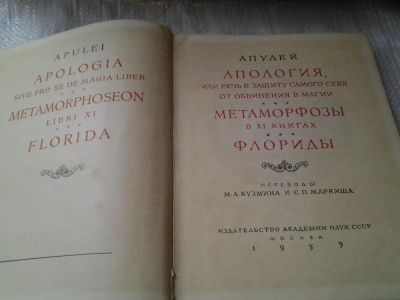 APULEI
APOLOGIA
SIVE PRO SE DE MAGIA LIBER
METAMORPHOSEON
LIBRI XI
FLORIDA
АПУЛЕЙ
АПОЛОГИЯ,
ИЛИ РЕЧЬ В ЗАЩИТУ САМОГО СЕБЯ
ОТ ОБВИНЕНИЯ В МАГИИ
МЕТАМОРФОЗЫ
В XI КНИГАХ
ФЛОРИДЫ
ПЕРЕВОДЫ
М.А.КУЗМИНА И С.П.МАРКИША
ИЗДАТЕЛЬСТВО АКАДЕМИИ НАУК СССР
МОСКВА
1959